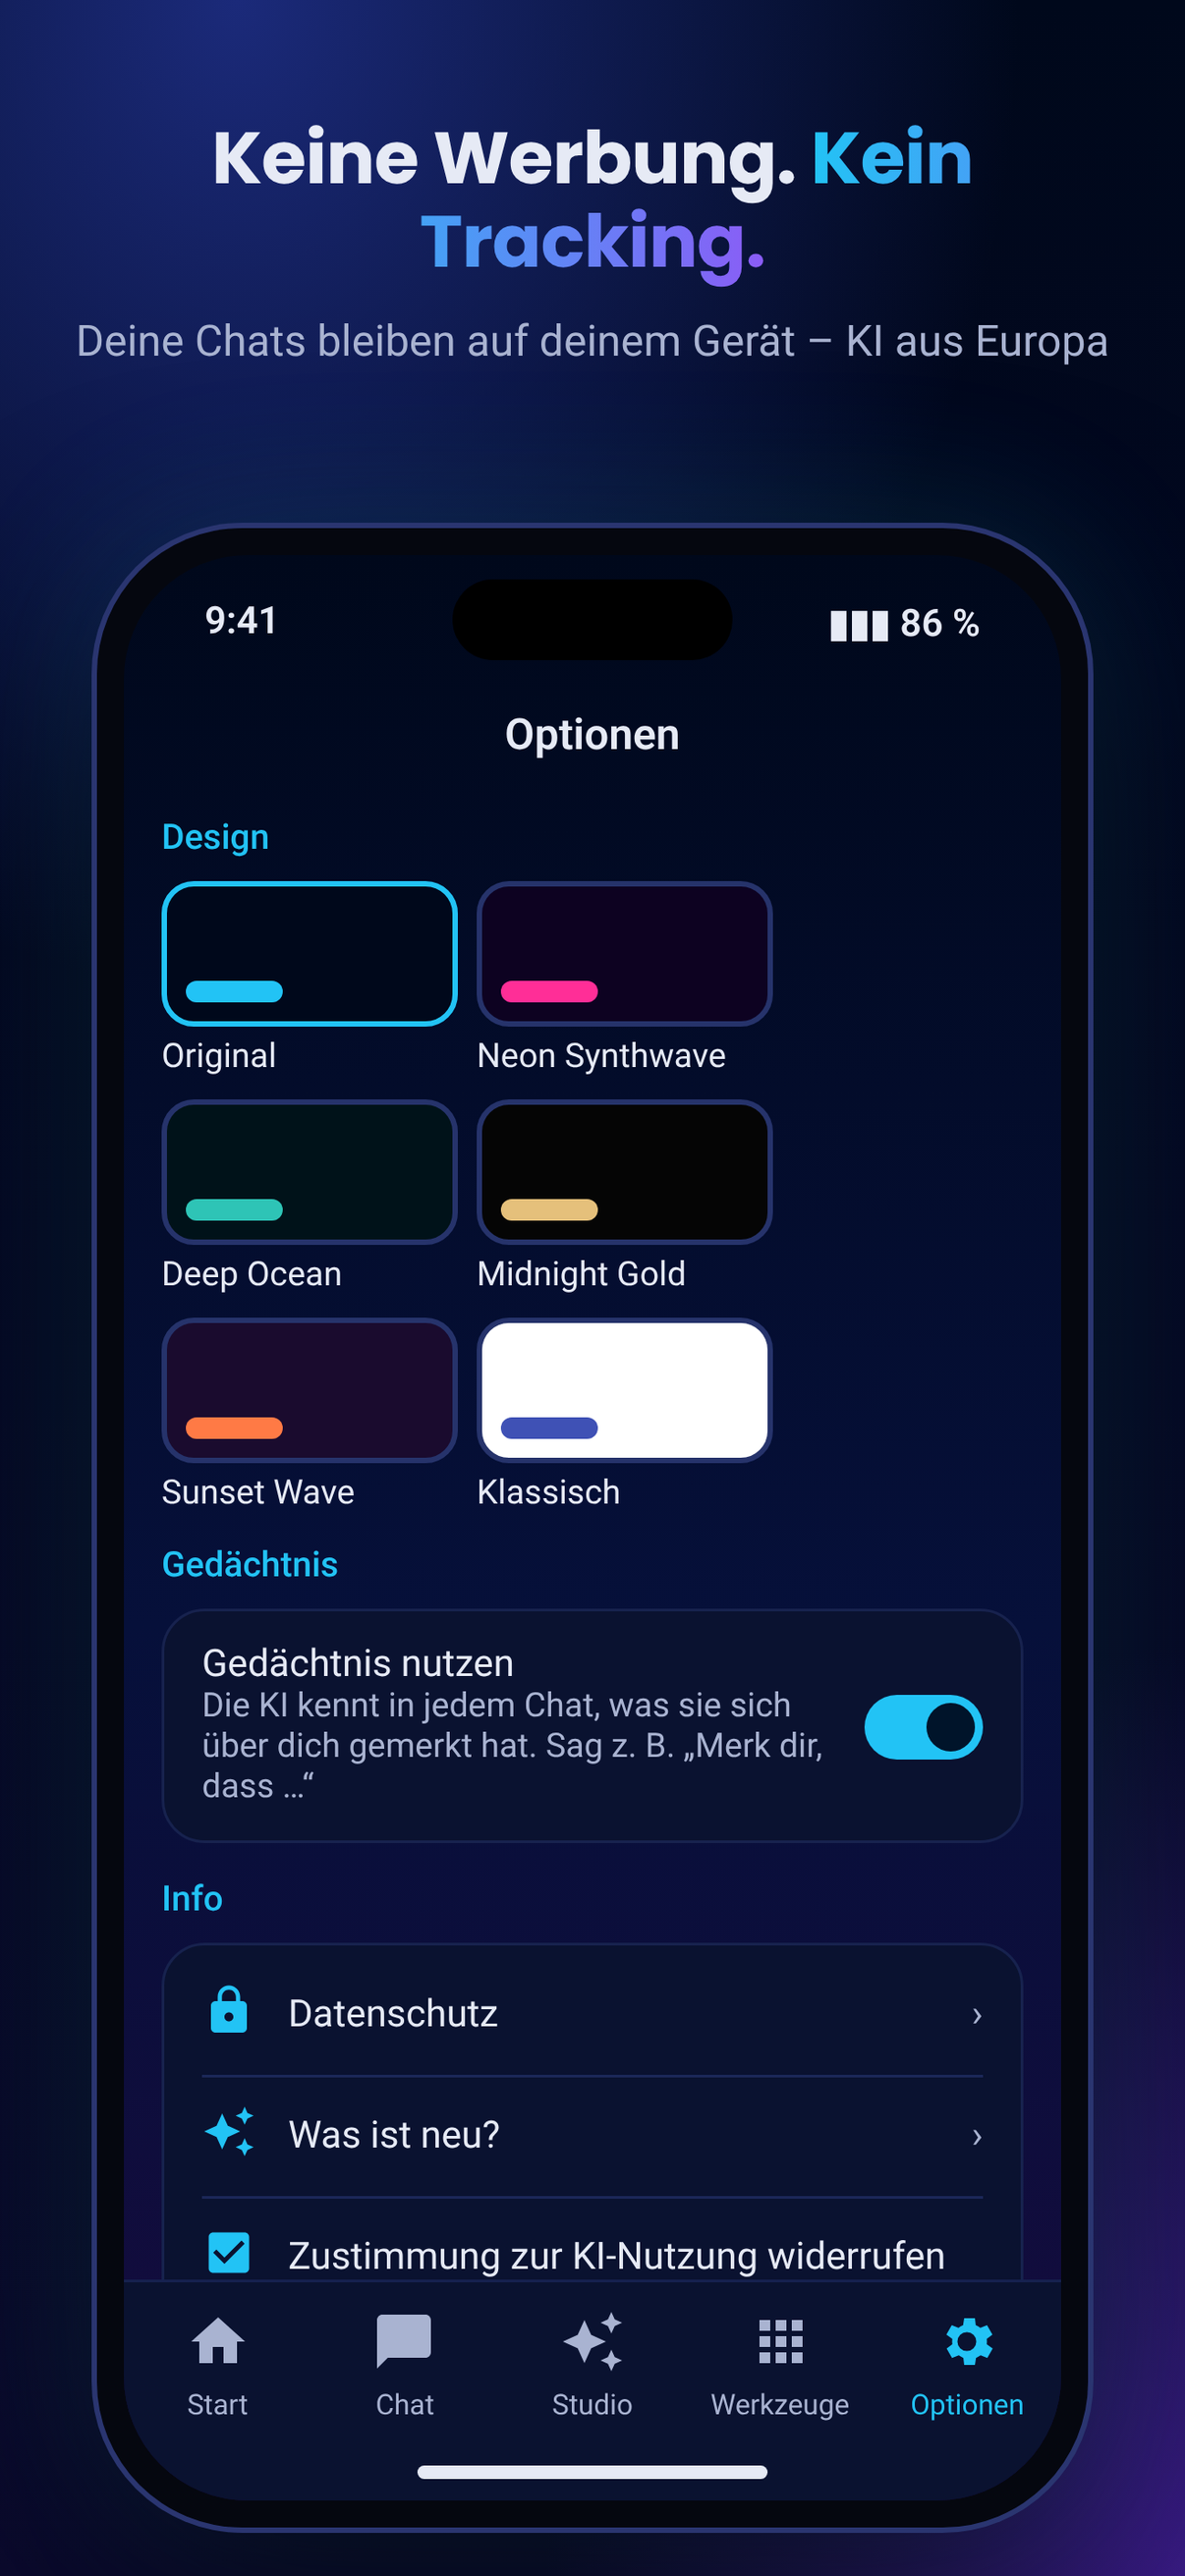 Keine Werbung. Kein
Tracking.
Deine Chats bleiben auf deinem Gerät – KI aus Europa
9:41
86 %
Optionen
Design
Original
Neon Synthwave
Deep Ocean
Midnight Gold
Sunset Wave
Klassisch
Gedächtnis
Gedächtnis nutzen
Die KI kennt in jedem Chat, was sie sich
über dich gemerkt hat. Sag z. B. „Merk dir,
dass …“
Info
Datenschutz
Was ist neu?
Zustimmung zur KI-Nutzung widerrufen
Start
Chat
Studio
Werkzeuge
Optionen